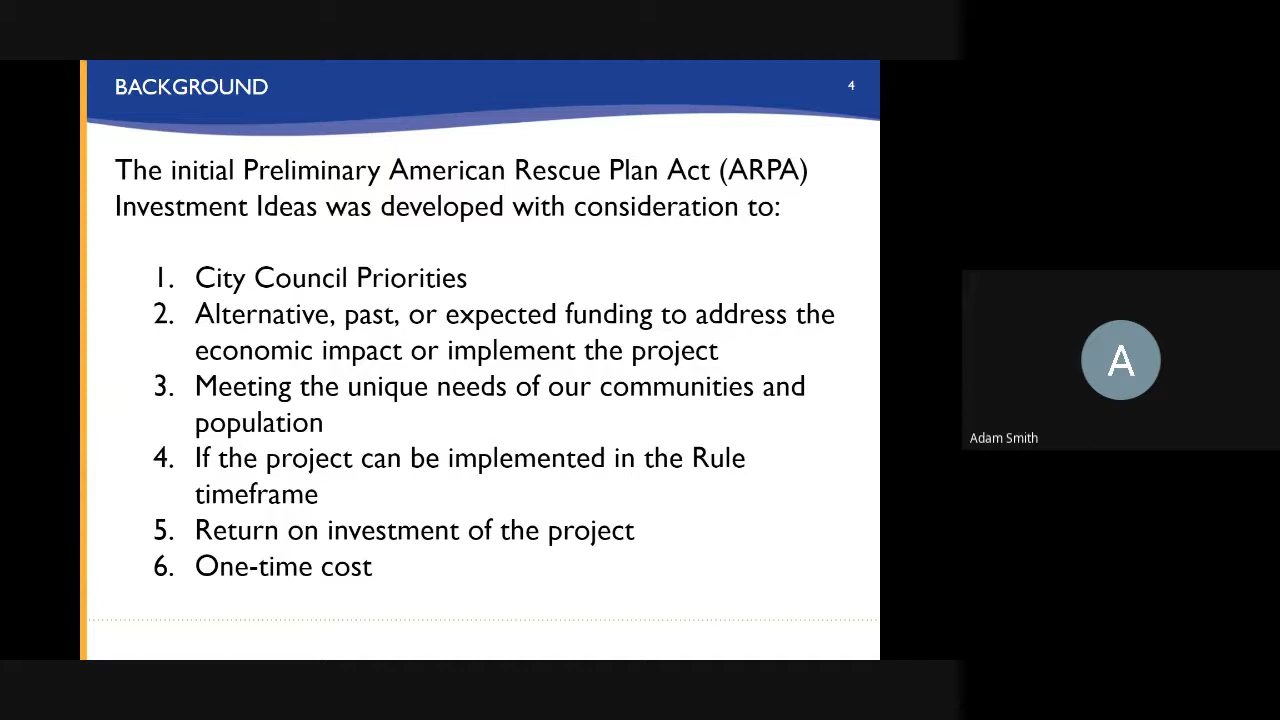 BACKGROUND
4
The initial Preliminary American Rescue Plan Act (ARPA)
Investment Ideas was developed with consideration to:
1. City Council Priorities
2. Alternative, past, or expected funding to address the
economic impact or implement the project
3. Meeting the unique needs of our communities and
population
4. If the project can be implemented in the Rule
timeframe
5. Return on investment of the project
6. One-time cost
A
Adam Smith